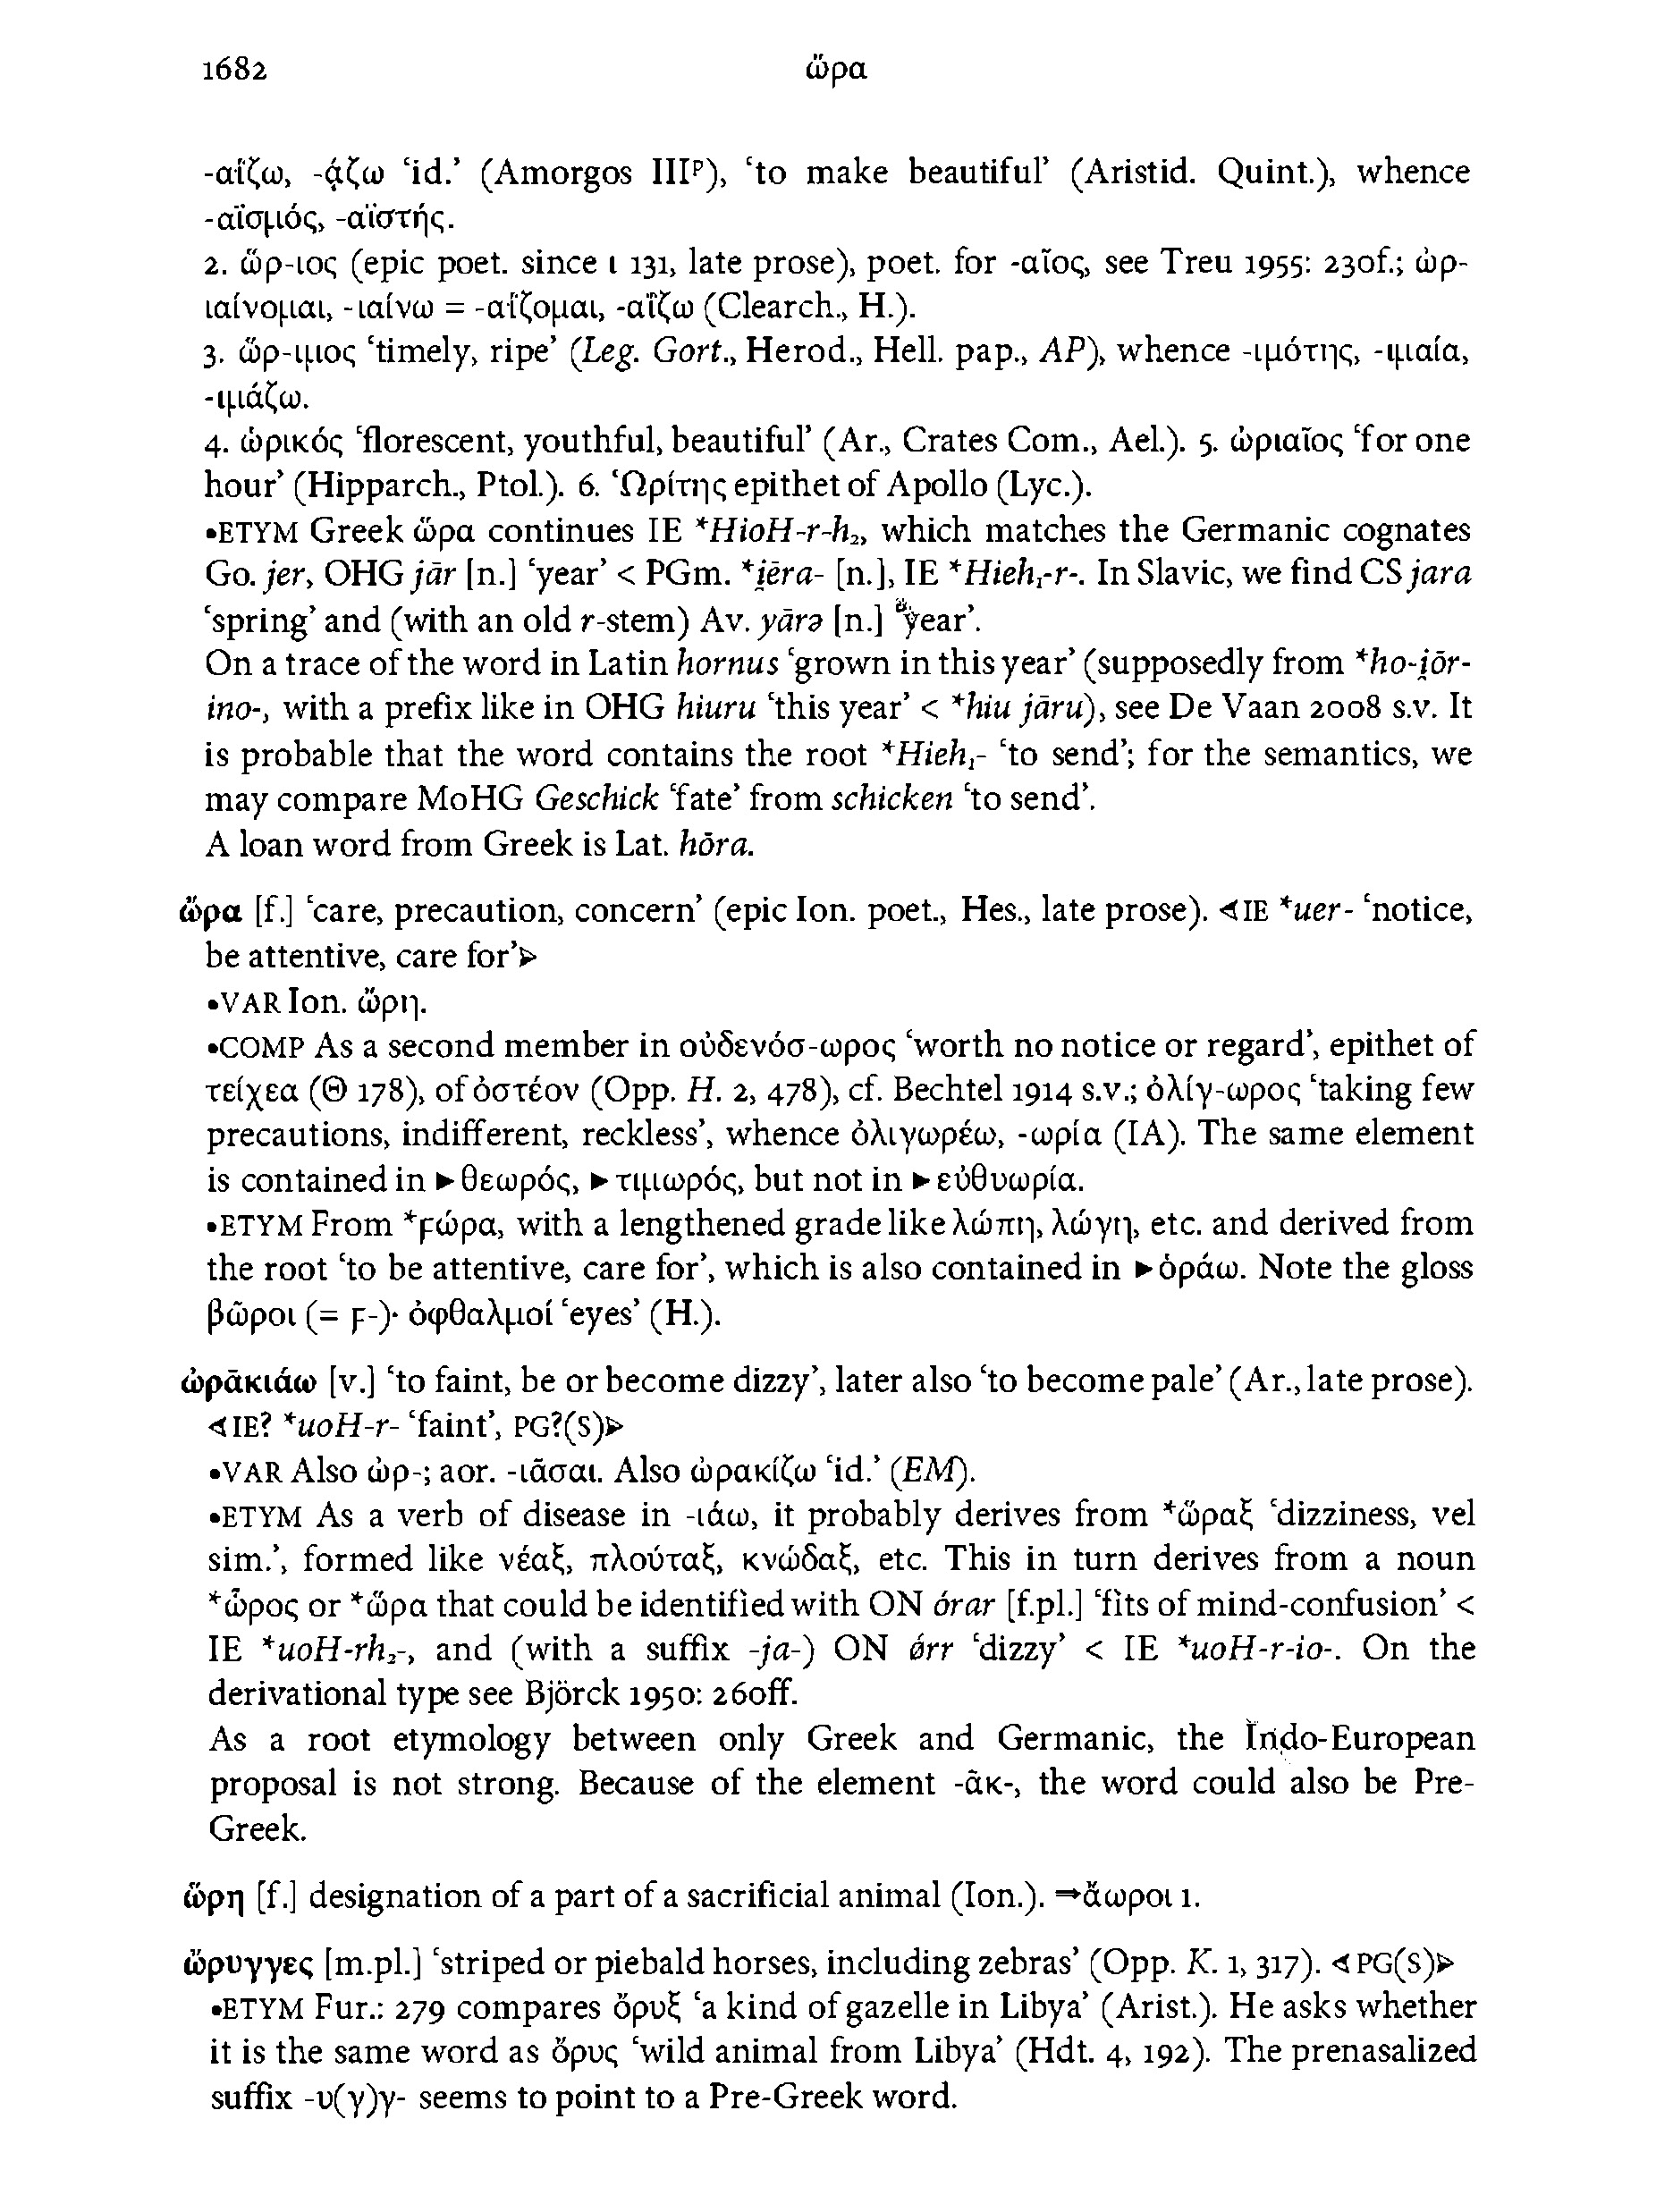 1682 ὥρα
-αΐζω, -ᾴζω ‘id.’ (Amorgos IIIᵖ), ‘to make beautiful’ (Aristid. Quint.), whence
-αϊσμός, -αϊστής.
2. ὥρ-ιος (epic poet. since ι 131, late prose), poet. for -αῖος, see Treu 1955: 230f.; ὡρ-
ιαίνομαι, -ιαίνω = -αΐζομαι, -αΐζω (Clearch., H.).
3. ὥρ-ιμος ‘timely, ripe’ (Leg. Gort., Herod., Hell. pap., AP), whence -ιμότης, -ιμαία,
-ιμάζω.
4. ὡρικός ‘florescent, youthful, beautiful’ (Ar., Crates Com., Ael.). 5. ὡριαῖος ‘for one
hour’ (Hipparch., Ptol.). 6. Ὡρίτης epithet of Apollo (Lyc.).
•ETYM Greek ὥρα continues IE *HioH-r-h₂, which matches the Germanic cognates
Go. jer, OHG jār [n.] ‘year’ < PGm. *i̯ēra- [n.], IE *Hieh₁-r-. In Slavic, we find CS jara
‘spring’ and (with an old r-stem) Av. yārə [n.] ‘year’.
On a trace of the word in Latin hornus ‘grown in this year’ (supposedly from *ho-i̯ōr-
ino-, with a prefix like in OHG hiuru ‘this year’ < *hiu jāru), see De Vaan 2008 s.v. It
is probable that the word contains the root *Hieh₁- ‘to send’; for the semantics, we
may compare MoHG Geschick ‘fate’ from schicken ‘to send’.
A loan word from Greek is Lat. hōra.
ὤρα [f.] ‘care, precaution, concern’ (epic Ion. poet., Hes., late prose). ⊲IE *uer- ‘notice,
be attentive, care for’⊳
•VAR Ion. ὤρη.
•COMP As a second member in οὐδενόσ-ωρος ‘worth no notice or regard’, epithet of
τείχεα (Θ 178), of ὀστέον (Opp. H. 2, 478), cf. Bechtel 1914 s.v.; ὀλίγ-ωρος ‘taking few
precautions, indifferent, reckless’, whence ὀλιγωρέω, -ωρία (IA). The same element
is contained in ►θεωρός, ►τιμωρός, but not in ►εὐθυωρία.
•ETYM From *ϝώρα, with a lengthened grade like λώπη, λώγη, etc. and derived from
the root ‘to be attentive, care for’, which is also contained in ►ὁράω. Note the gloss
βῶροι (= ϝ-)· ὀφθαλμοί ‘eyes’ (H.).
ὡρᾱκιάω [v.] ‘to faint, be or become dizzy’, later also ‘to become pale’ (Ar., late prose).
⊲IE? *uoH-r- ‘faint’, PG?(S)⊳
•VAR Also ὠρ-; aor. -ιᾶσαι. Also ὠρακίζω ‘id.’ (EM).
•ETYM As a verb of disease in -ιάω, it probably derives from *ὥραξ ‘dizziness, vel
sim.’, formed like νέαξ, πλούταξ, κνώδαξ, etc. This in turn derives from a noun
*ὦρος or *ὥρα that could be identified with ON órar [f.pl.] ‘fits of mind-confusion’ <
IE *uoH-rh₂-, and (with a suffix -ja-) ON ǿrr ‘dizzy’ < IE *uoH-r-io-. On the
derivational type see Björck 1950: 260ff.
As a root etymology between only Greek and Germanic, the Indo-European
proposal is not strong. Because of the element -ᾱκ-, the word could also be Pre-
Greek.
ὤρη [f.] designation of a part of a sacrificial animal (Ion.). ⇒ἄωροι 1.
ὤρυγγες [m.pl.] ‘striped or piebald horses, including zebras’ (Opp. K. 1, 317). ⊲PG(S)⊳
•ETYM Fur.: 279 compares ὄρυξ ‘a kind of gazelle in Libya’ (Arist.). He asks whether
it is the same word as ὄρυς ‘wild animal from Libya’ (Hdt. 4, 192). The prenasalized
suffix -υ(γ)γ- seems to point to a Pre-Greek word.